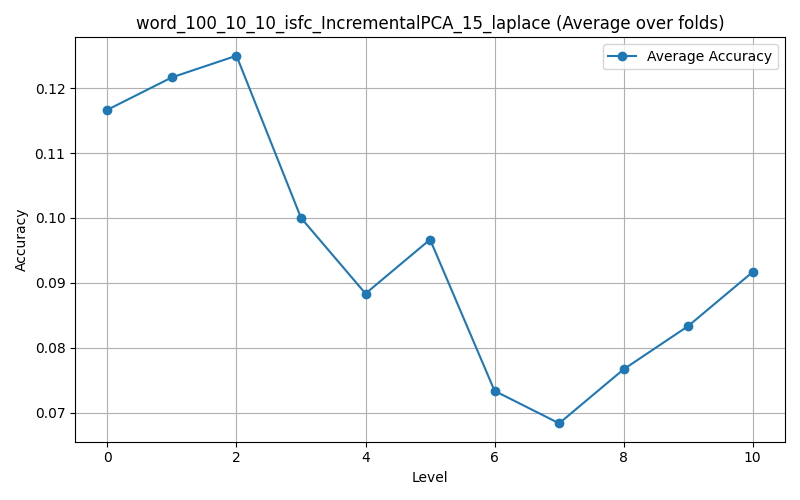 word_100_10_10_isfc_IncrementalPCA_15_laplace (Average over folds)
Average Accuracy
0.12
0.11
0.10
0.09
0.08
0.07
Accuracy
0 2 4 6 8 10
Level